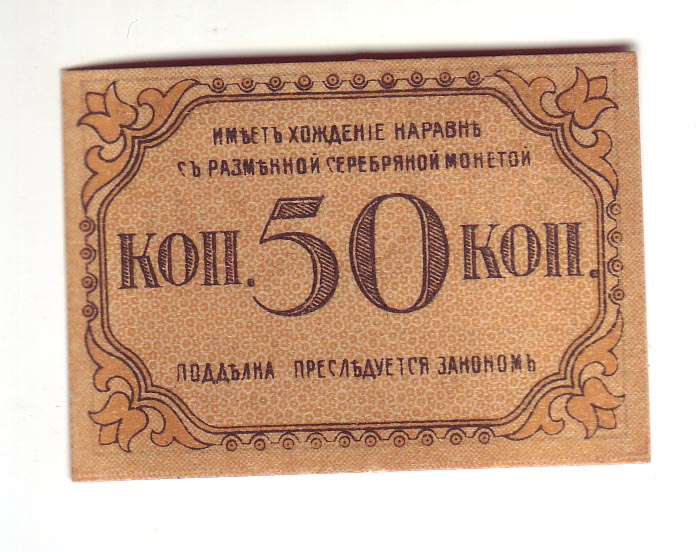 ИМѢЕТЪ ХОЖДЕНІЕ НАРАВНѢ
СЪ РАЗМѢННОЙ СЕРЕБРЯНОЙ МОНЕТОЙ
КОП. 50 КОП.
ПОДДѢЛКА ПРЕСЛѢДУЕТСЯ ЗАКОНОМЪ